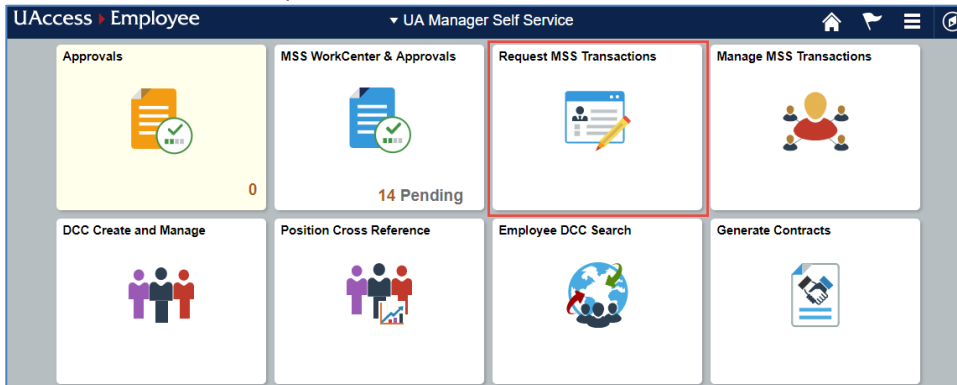 UAccess Employee
UA Manager Self Service
Approvals
MSS WorkCenter & Approvals
Request MSS Transactions
Manage MSS Transactions
0
14 Pending
DCC Create and Manage
Position Cross Reference
Employee DCC Search
Generate Contracts